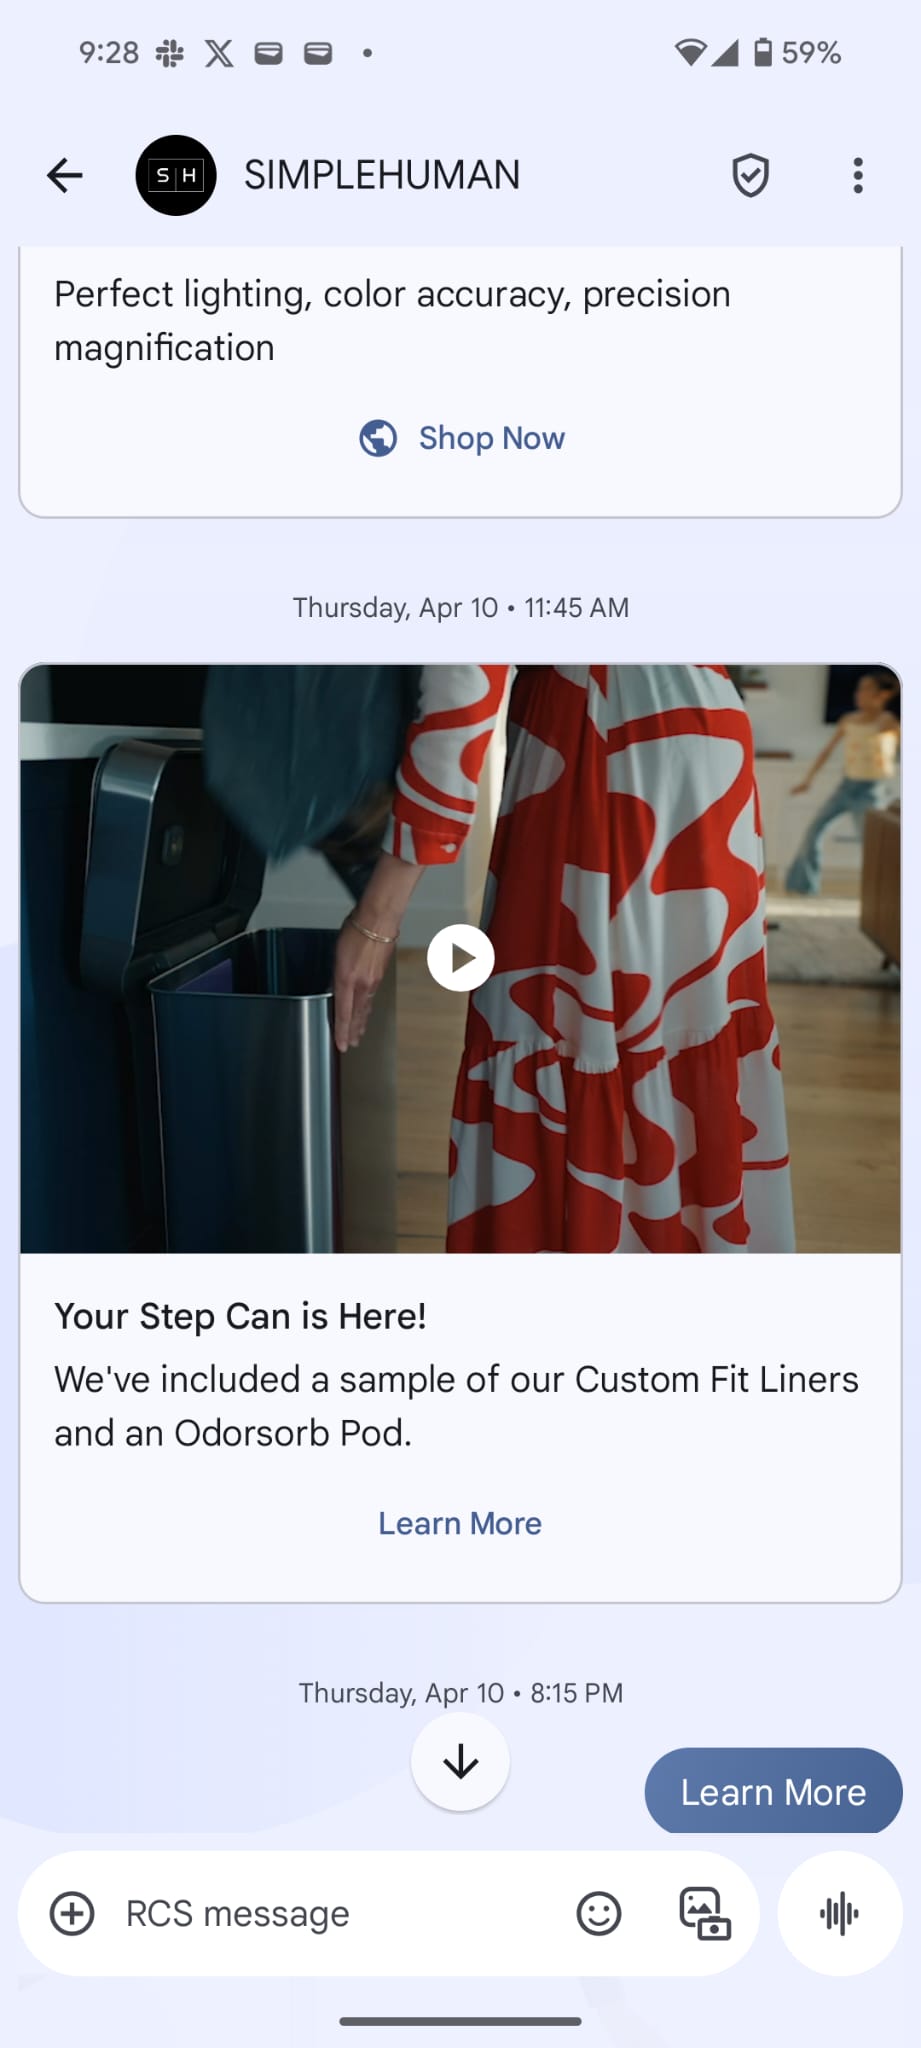 9:28
59%
S|H
SIMPLEHUMAN
Perfect lighting, color accuracy, precision
magnification
Shop Now
Thursday, Apr 10 • 11:45 AM
Your Step Can is Here!
We've included a sample of our Custom Fit Liners
and an Odorsorb Pod.
Learn More
Thursday, Apr 10 • 8:15 PM
Learn More
RCS message